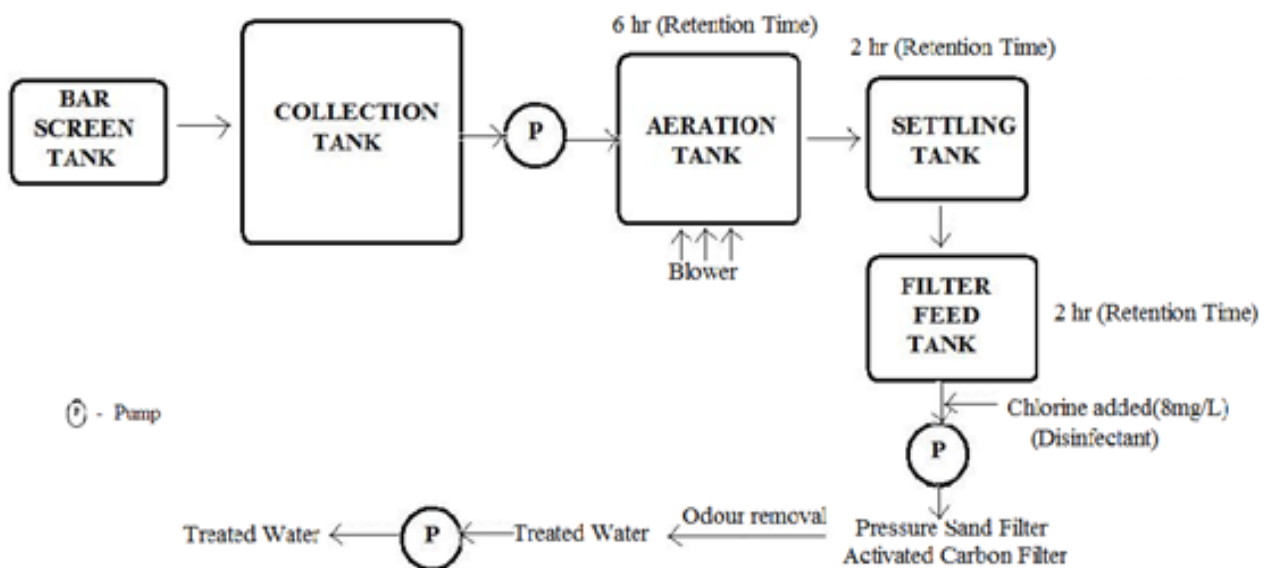 6 hr (Retention Time)
2 hr (Retention Time)
BAR
SCREEN
TANK
COLLECTION
TANK
P
AERATION
TANK
SETTLING
TANK
Blower
FILTER
FEED
TANK
2 hr (Retention Time)
P - Pump
Chlorine added(8mg/L)
(Disinfectant)
P
Treated Water
P
Treated Water
Odour removal
Pressure Sand Filter
Activated Carbon Filter